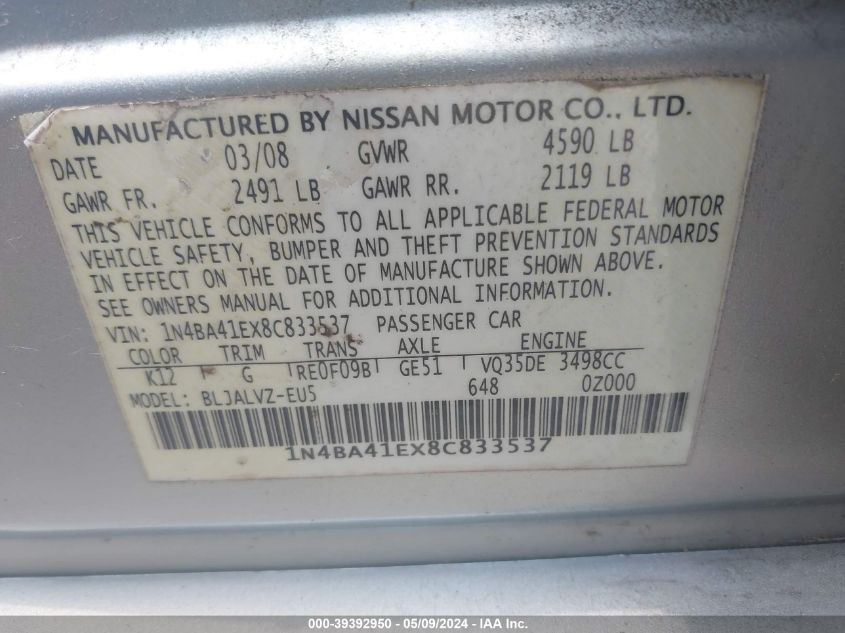 MANUFACTURED BY NISSAN MOTOR CO., LTD.
DATE 03/08 GVWR 4590 LB
GAWR FR. 2491 LB GAWR RR. 2119 LB
THIS VEHICLE CONFORMS TO ALL APPLICABLE FEDERAL MOTOR
VEHICLE SAFETY, BUMPER AND THEFT PREVENTION STANDARDS
IN EFFECT ON THE DATE OF MANUFACTURE SHOWN ABOVE.
SEE OWNERS MANUAL FOR ADDITIONAL INFORMATION.
VIN: 1N4BA41EX8C833537 PASSENGER CAR
COLOR TRIM TRANS AXLE ENGINE
K12 G RE0F09B GE51 VQ35DE 3498CC
MODEL: BLJALVZ-EU5 648 0Z000
1N4BA41EX8C833537
000-39392950 - 05/09/2024 - IAA Inc.